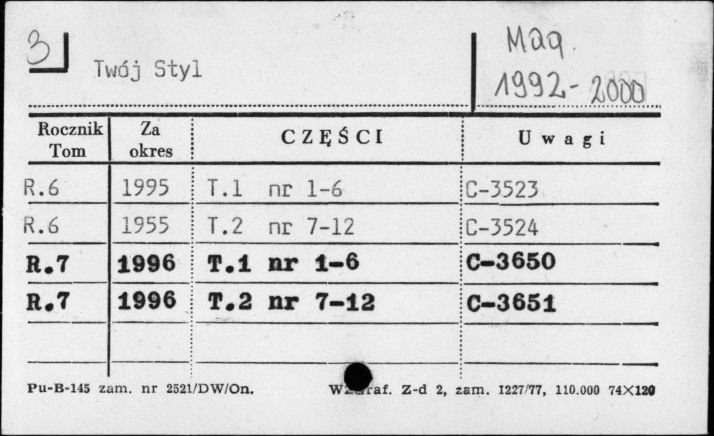 3
Twój Styl
Mag.
1992-2000
Rocznik Tom Za okres CZĘŚCI Uwagi
R.6 1995 T.1 nr 1-6 C-3523
R.6 1955 T.2 nr 7-12 C-3524
R.7 1996 T.1 nr 1-6 C-3650
R.7 1996 T.2 nr 7-12 C-3651
Pu-B-145 zam. nr 2521/DW/On. Z-d 2, zam. 1227/77, 110.000 74×120